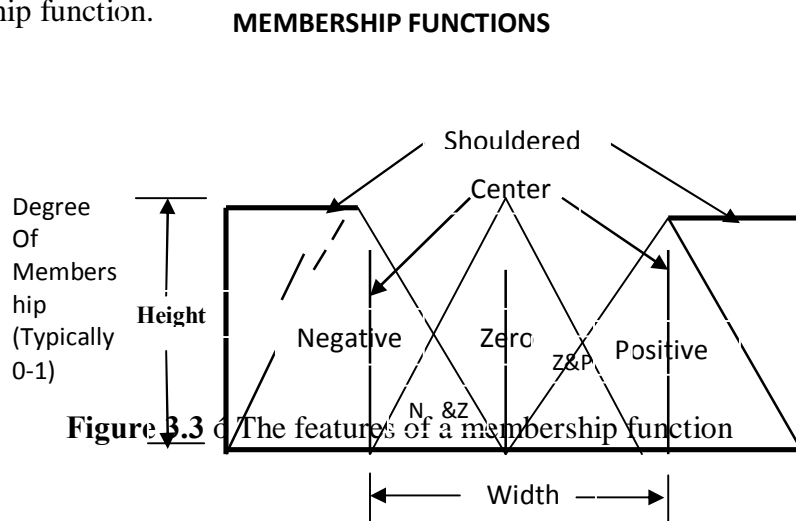 hip function.
MEMBERSHIP FUNCTIONS
Shouldered
Center
Degree
Of
Members
hip
(Typically
0-1)
Height
Negative
Zero
Positive
Z&P
N &Z
Figure 3.3 ó The features of a membership function
Width